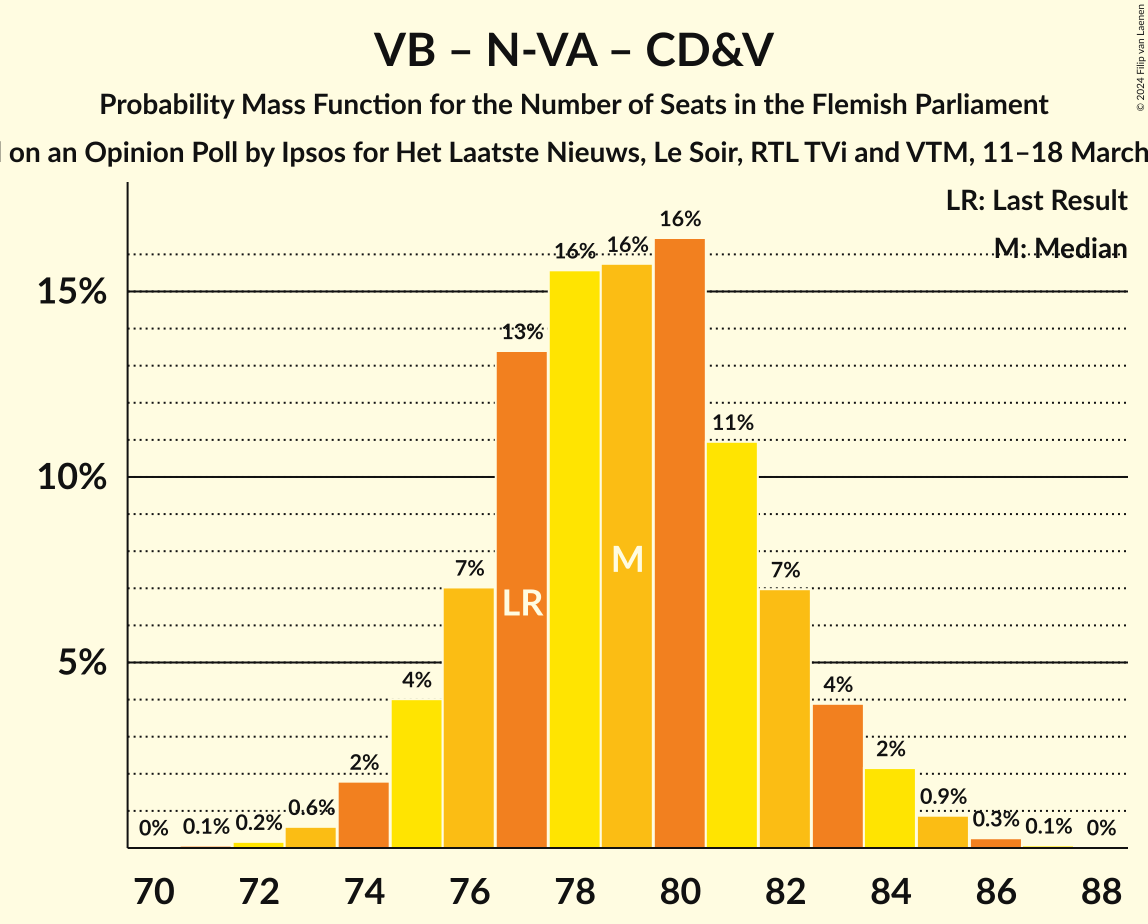 VB – N-VA – CD&V
Probability Mass Function for the Number of Seats in the Flemish Parliament
on an Opinion Poll by Ipsos for Het Laatste Nieuws, Le Soir, RTL TVi and VTM, 11–18 March
© 2024 Filip van Laenen
LR: Last Result
M: Median
15%
10%
5%
0%
0.1%
0.2%
0.6%
2%
4%
7%
13%
16%
16%
16%
11%
7%
4%
2%
0.9%
0.3%
0.1%
0%
LR
M
70 72 74 76 78 80 82 84 86 88